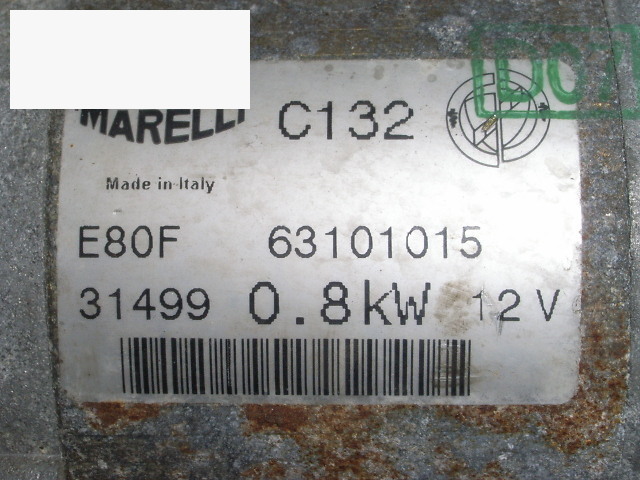 MARELLI C132
Made in Italy
E80F 63101015
31499 0.8kW 12V